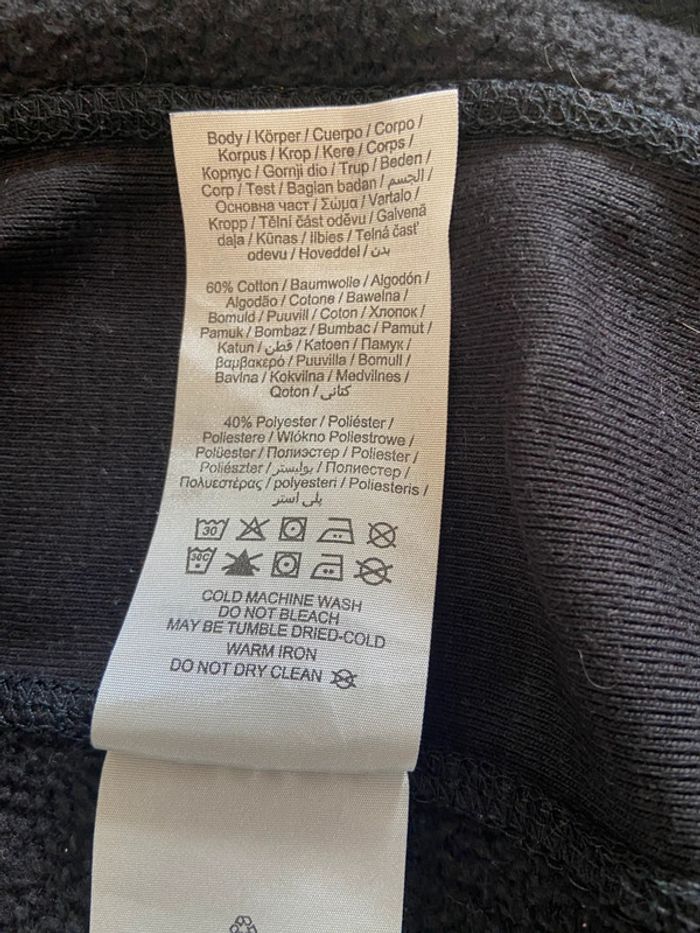 Body / Körper / Cuerpo / Corpo /
Korpus / Krop / Kere / Corps /
Корпус / Gornji dio / Trup / Beden /
Corp / Test / Bağlan badan / الجسم /
Основна част / Σώμα / Vartalo /
Kropp / Tělní část oděvu / Galvenā
daļa / Kūnas / Ilbies / Telná časť
odevu / Hoveddel / بدن
60% Cotton / Baumwolle / Algodón /
Algodão / Cotone / Bawełna /
Bomuld / Puuvill / Coton / Хлопок /
Pamuk / Bombaz / Bumbac / Pamut /
Katun / قطن / Katoen / Памук /
βαμβακερό / Puuvilla / Bomull /
Bavlna / Kokvilna / Medvilnes /
Qoton / كتانى
40% Polyester / Poliéster /
Poliestere / Włókno Poliestrowe /
Polüester / Полиэстер / Poliester /
Poliészter / بوليستر / Полиестер /
Πολυεστέρας / polyesteri / Poliesteris /
پلی استر
30
30C
COLD MACHINE WASH
DO NOT BLEACH
MAY BE TUMBLE DRIED-COLD
WARM IRON
DO NOT DRY CLEAN